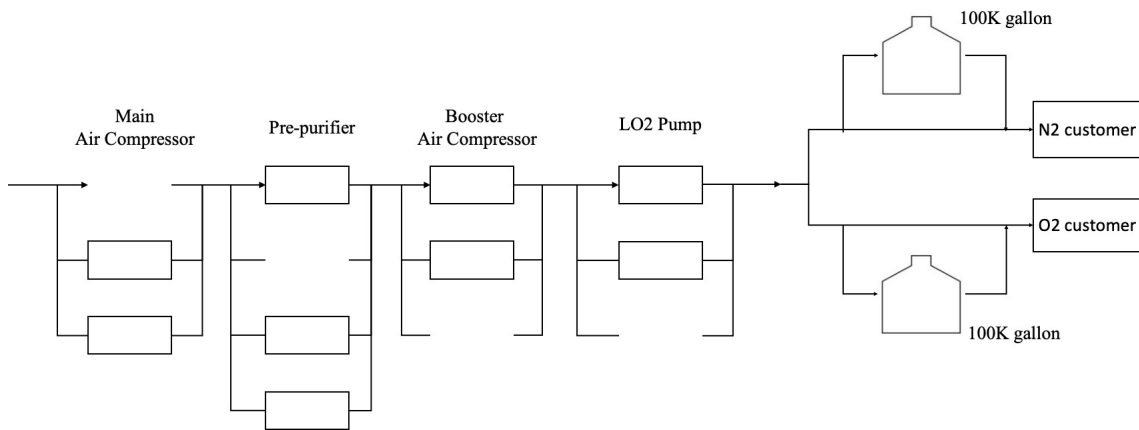 100K gallon
Main
Air Compressor
Pre-purifier
Booster
Air Compressor
LO2 Pump
N2 customer
O2 customer
100K gallon